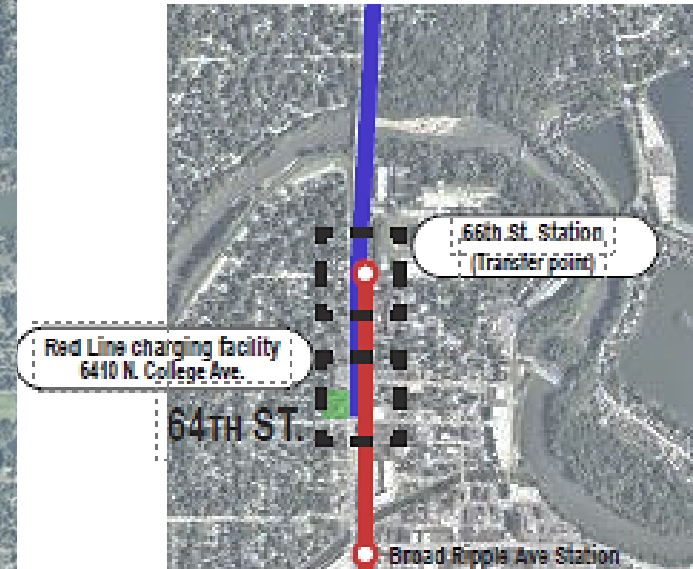 66th St. Station
(Transfer point)
Red Line charging facility
6410 N. College Ave.
64TH ST.
Broad Ripple Ave Station